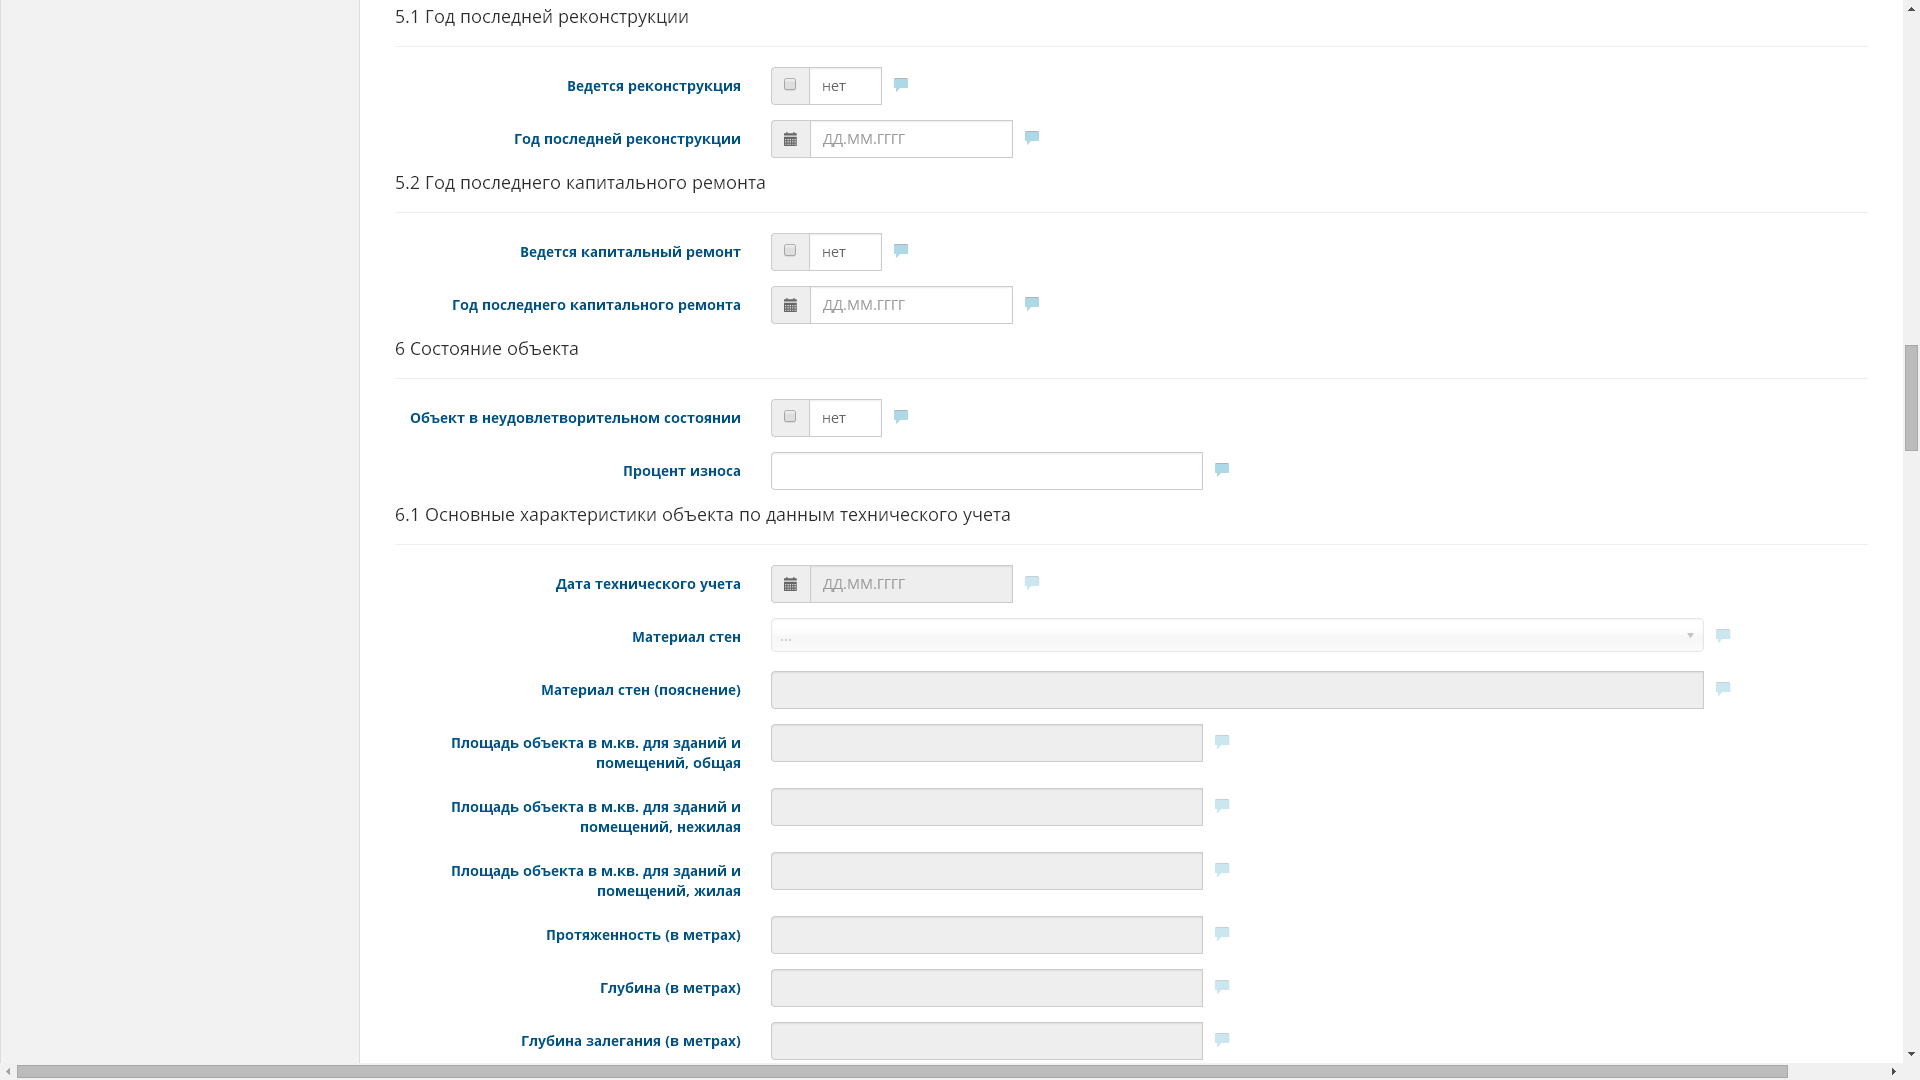 5.1 Год последней реконструкции
Ведется реконструкция
нет
Год последней реконструкции
ДД.ММ.ГГГГ
5.2 Год последнего капитального ремонта
Ведется капитальный ремонт
нет
Год последнего капитального ремонта
ДД.ММ.ГГГГ
6 Состояние объекта
Объект в неудовлетворительном состоянии
нет
Процент износа
6.1 Основные характеристики объекта по данным технического учета
Дата технического учета
ДД.ММ.ГГГГ
Материал стен
...
Материал стен (пояснение)
Площадь объекта в м.кв. для зданий и
помещений, общая
Площадь объекта в м.кв. для зданий и
помещений, нежилая
Площадь объекта в м.кв. для зданий и
помещений, жилая
Протяженность (в метрах)
Глубина (в метрах)
Глубина залегания (в метрах)